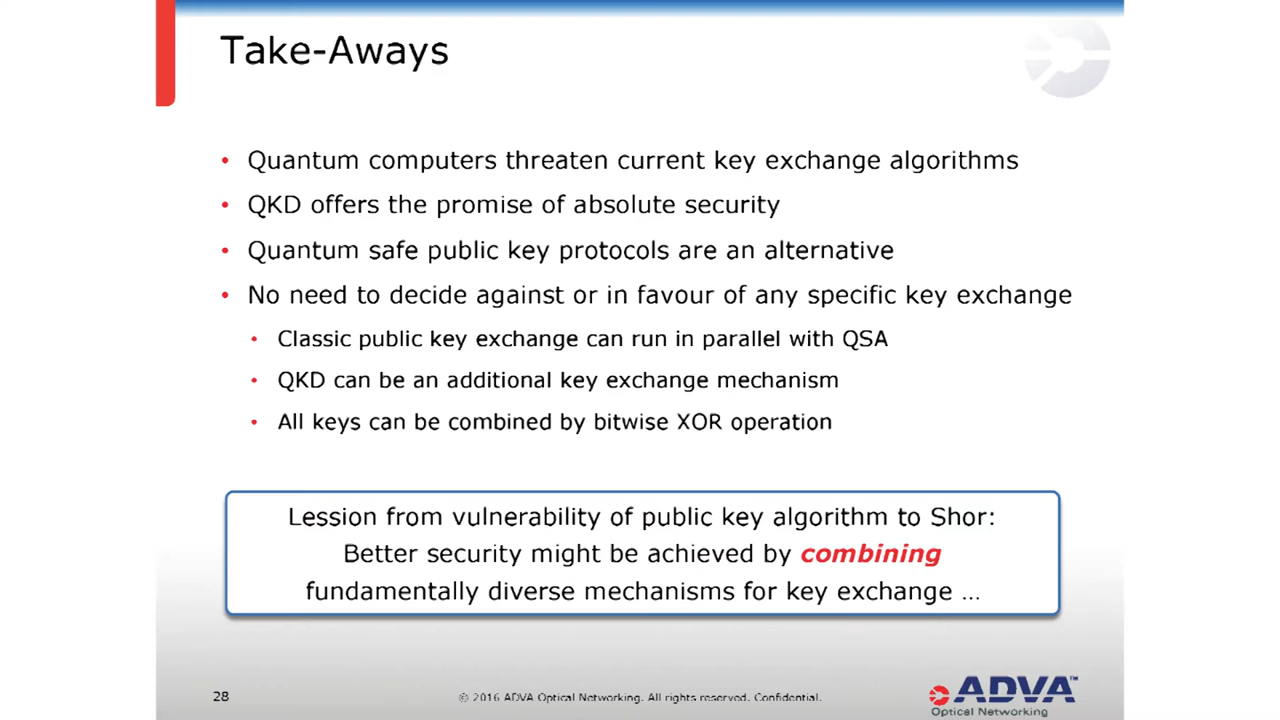 Take-Aways
• Quantum computers threaten current key exchange algorithms
• QKD offers the promise of absolute security
• Quantum safe public key protocols are an alternative
• No need to decide against or in favour of any specific key exchange
• Classic public key exchange can run in parallel with QSA
• QKD can be an additional key exchange mechanism
• All keys can be combined by bitwise XOR operation
Lession from vulnerability of public key algorithm to Shor:
Better security might be achieved by combining
fundamentally diverse mechanisms for key exchange ...
28
© 2016 ADVA Optical Networking. All rights reserved. Confidential.
ADVA™
Optical Networking